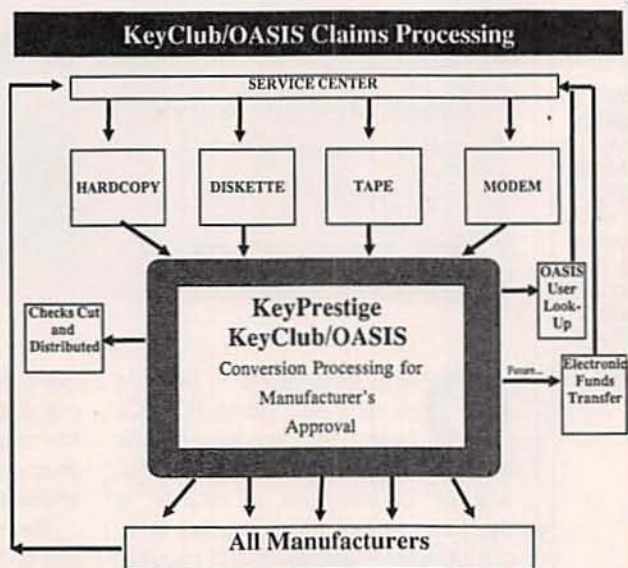 KeyClub/OASIS Claims Processing
SERVICE CENTER
HARDCOPY
DISKETTE
TAPE
MODEM
KeyPrestige
KeyClub/OASIS
Conversion Processing for
Manufacturer's
Approval
Checks Cut
and
Distributed
OASIS
User
Look-
Up
Future...
Electronic
Funds
Transfer
All Manufacturers